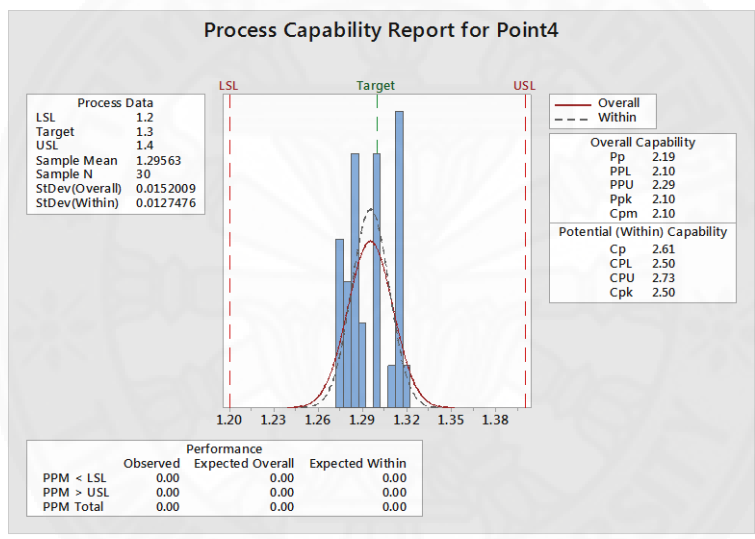 Process Capability Report for Point4
LSL Target USL
Process Data
LSL 1.2
Target 1.3
USL 1.4
Sample Mean 1.29563
Sample N 30
StDev(Overall) 0.0152009
StDev(Within) 0.0127476
Overall
Within
Overall Capability
Pp 2.19
PPL 2.10
PPU 2.29
Ppk 2.10
Cpm 2.10
Potential (Within) Capability
Cp 2.61
CPL 2.50
CPU 2.73
Cpk 2.50
1.20 1.23 1.26 1.29 1.32 1.35 1.38
Performance
Observed Expected Overall Expected Within
PPM < LSL 0.00 0.00 0.00
PPM > USL 0.00 0.00 0.00
PPM Total 0.00 0.00 0.00